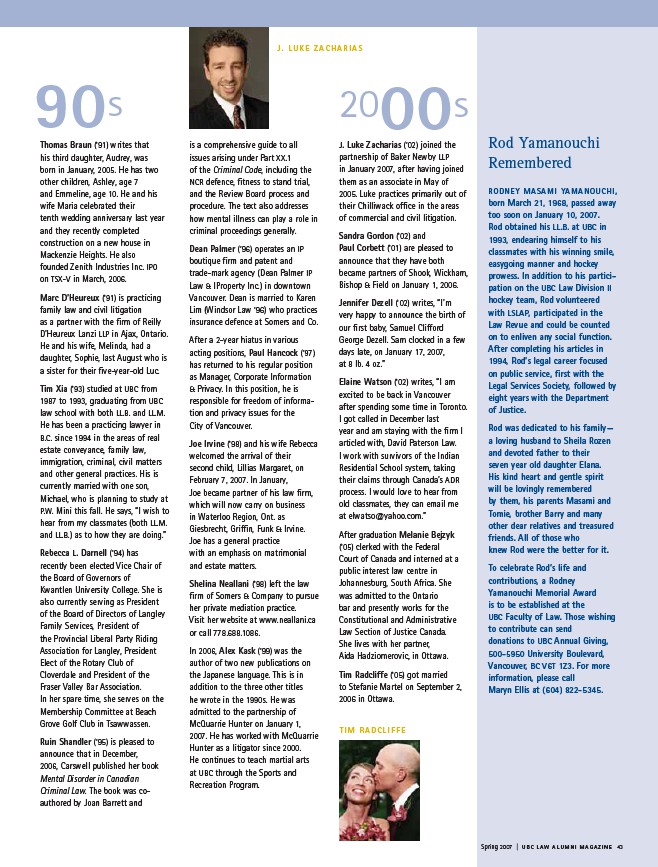 90s
Thomas Braun ('91) writes that
his third daughter, Audrey, was
born in January, 2005. He has two
other children, Ashley, age 7
and Emmeline, age 10. He and his
wife Maria celebrated their
tenth wedding anniversary last year
and they recently completed
construction on a new house in
Mackenzie Heights. He also
founded Zenith Industries Inc. IPO
on TSX-V in March, 2006.
Marc D'Heureux ('91) is practicing
family law and civil litigation
as a partner with the firm of Reilly
D'Heureux Lanzi LLP in Ajax, Ontario.
He and his wife, Melinda, had a
daughter, Sophie, last August who is
a sister for their five-year-old Luc.
Tim Xia ('93) studied at UBC from
1987 to 1993, graduating from UBC
law school with both LL.B. and LL.M.
He has been a practicing lawyer in
B.C. since 1994 in the areas of real
estate conveyance, family law,
immigration, criminal, civil matters
and other general practices. His is
currently married with one son,
Michael, who is planning to study at
P.W. Mini this fall. He says, "I wish to
hear from my classmates (both LL.M.
and LL.B.) as to how they are doing."
Rebecca L. Darnell ('94) has
recently been elected Vice Chair of
the Board of Governors of
Kwantlen University College. She is
also currently serving as President
of the Board of Directors of Langley
Family Services, President of
the Provincial Liberal Party Riding
Association for Langley, President
Elect of the Rotary Club of
Cloverdale and President of the
Fraser Valley Bar Association.
In her spare time, she serves on the
Membership Committee at Beach
Grove Golf Club in Tsawwassen.
Ruin Shandler ('95) is pleased to
announce that in December,
2006, Carswell published her book
Mental Disorder in Canadian
Criminal Law. The book was co-
authored by Joan Barrett and
J. LUKE ZACHARIAS
is a comprehensive guide to all
issues arising under Part XX.1
of the Criminal Code, including the
NCR defence, fitness to stand trial,
and the Review Board process and
procedure. The text also addresses
how mental illness can play a role in
criminal proceedings generally.
Dean Palmer ('96) operates an IP
boutique firm and patent and
trade-mark agency (Dean Palmer IP
Law & IProperty Inc.) in downtown
Vancouver. Dean is married to Karen
Lim (Windsor Law '96) who practices
insurance defence at Somers and Co.
After a 2-year hiatus in various
acting positions, Paul Hancock ('97)
has returned to his regular position
as Manager, Corporate Information
& Privacy. In this position, he is
responsible for freedom of informa-
tion and privacy issues for the
City of Vancouver.
Joe Irvine ('98) and his wife Rebecca
welcomed the arrival of their
second child, Lillias Margaret, on
February 7, 2007. In January,
Joe became partner of his law firm,
which will now carry on business
in Waterloo Region, Ont. as
Giesbrecht, Griffin, Funk & Irvine.
Joe has a general practice
with an emphasis on matrimonial
and estate matters.
Shelina Neallani ('98) left the law
firm of Somers & Company to pursue
her private mediation practice.
Visit her website at www.neallani.ca
or call 778.688.1086.
In 2006, Alex Kask ('99) was the
author of two new publications on
the Japanese language. This is in
addition to the three other titles
he wrote in the 1990s. He was
admitted to the partnership of
McQuarrie Hunter on January 1,
2007. He has worked with McQuarrie
Hunter as a litigator since 2000.
He continues to teach martial arts
at UBC through the Sports and
Recreation Program.
2000s
J. Luke Zacharias ('02) joined the
partnership of Baker Newby LLP
in January 2007, after having joined
them as an associate in May of
2005. Luke practices primarily out of
their Chilliwack office in the areas
of commercial and civil litigation.
Sandra Gordon ('02) and
Paul Corbett ('01) are pleased to
announce that they have both
became partners of Shook, Wickham,
Bishop & Field on January 1, 2006.
Jennifer Dezell ('02) writes, "I'm
very happy to announce the birth of
our first baby, Samuel Clifford
George Dezell. Sam clocked in a few
days late, on January 17, 2007,
at 8 lb. 4 oz."
Elaine Watson ('02) writes, "I am
excited to be back in Vancouver
after spending some time in Toronto.
I got called in December last
year and am staying with the firm I
articled with, David Paterson Law.
I work with survivors of the Indian
Residential School system, taking
their claims through Canada's ADR
process. I would love to hear from
old classmates, they can email me
at elwatso@yahoo.com."
After graduation Melanie Bejzyk
('05) clerked with the Federal
Court of Canada and interned at a
public interest law centre in
Johannesburg, South Africa. She
was admitted to the Ontario
bar and presently works for the
Constitutional and Administrative
Law Section of Justice Canada.
She lives with her partner,
Aida Hadziomerovic, in Ottawa.
Tim Radcliffe ('05) got married
to Stefanie Martel on September 2,
2006 in Ottawa.
TIM RADCLIFFE
Rod Yamanouchi
Remembered
RODNEY MASAMI YAMANOUCHI,
born March 21, 1968, passed away
too soon on January 10, 2007.
Rod obtained his LL.B. at UBC in
1993, endearing himself to his
classmates with his winning smile,
easygoing manner and hockey
prowess. In addition to his partici-
pation on the UBC Law Division II
hockey team, Rod volunteered
with LSLAP, participated in the
Law Revue and could be counted
on to enliven any social function.
After completing his articles in
1994, Rod's legal career focused
on public service, first with the
Legal Services Society, followed by
eight years with the Department
of Justice.
Rod was dedicated to his family—
a loving husband to Sheila Rozen
and devoted father to their
seven year old daughter Elana.
His kind heart and gentle spirit
will be lovingly remembered
by them, his parents Masami and
Tomie, brother Barry and many
other dear relatives and treasured
friends. All of those who
knew Rod were the better for it.
To celebrate Rod's life and
contributions, a Rodney
Yamanouchi Memorial Award
is to be established at the
UBC Faculty of Law. Those wishing
to contribute can send
donations to UBC Annual Giving,
500-5950 University Boulevard,
Vancouver, BC V6T 1Z3. For more
information, please call
Maryn Ellis at (604) 822-5345.
Spring 2007 | UBC LAW ALUMNI MAGAZINE 43